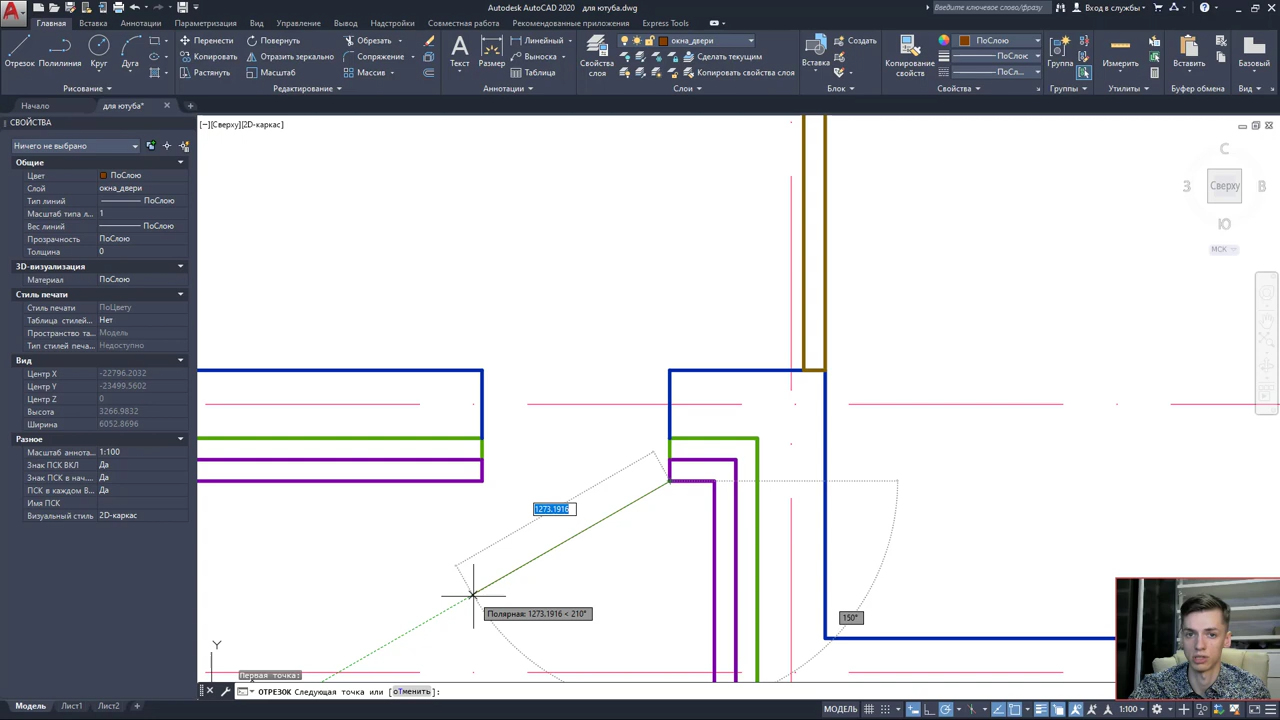 Autodesk AutoCAD 2020    для ютуба.dwg
Введите ключевое слово/фразу
Вход в службы
Главная
Вставка
Аннотации
Параметризация
Вид
Управление
Вывод
Надстройки
Совместная работа
Рекомендованные приложения
Express Tools
Отрезок
Полилиния
Круг
Дуга
Рисование
Перенести
Копировать
Растянуть
Повернуть
Отразить зеркально
Масштаб
Обрезать
Сопряжение
Массив
Редактирование
Текст
Размер
Линейный
Выноска
Таблица
Аннотации
Свойства
слоя
окна_двери
Сделать текущим
Копировать свойства слоя
Слои
Вставка
Создать
Блок
Копирование
свойств
ПоСлою
ПоСлою
ПоСл...
Свойства
Группа
Группы
Измерить
Утилиты
Вставить
Буфер обмена
Базовый
Вид
Начало
для ютуба*
СВОЙСТВА
Ничего не выбрано
Общие
Цвет ПоСлою
Слой окна_двери
Тип линий ПоСлою
Масштаб типа л... 1
Вес линий ПоСлою
Прозрачность ПоСлою
Толщина 0
3D-визуализация
Материал ПоСлою
Стиль печати
Стиль печати ПоЦвету
Таблица стилей... Нет
Пространство та... Модель
Тип стилей печа... Недоступно
Вид
Центр X -22796.2032
Центр Y -23499.5602
Центр Z 0
Высота 3266.9832
Ширина 6052.8696
Разное
Масштаб аннота... 1:100
Знак ПСК ВКЛ Да
Знак ПСК в нач... Да
ПСК в каждом В... Да
Имя ПСК
Визуальный стиль 2D-каркас
[−][Сверху][2D-каркас]
С
З
Сверху
В
Ю
МСК
1273.1916
Полярная: 1273.1916 < 210°
150°
Y
Первая точка:
ОТРЕЗОК Следующая точка или [оТменить]:
Модель
Лист1
Лист2
МОДЕЛЬ
1:100